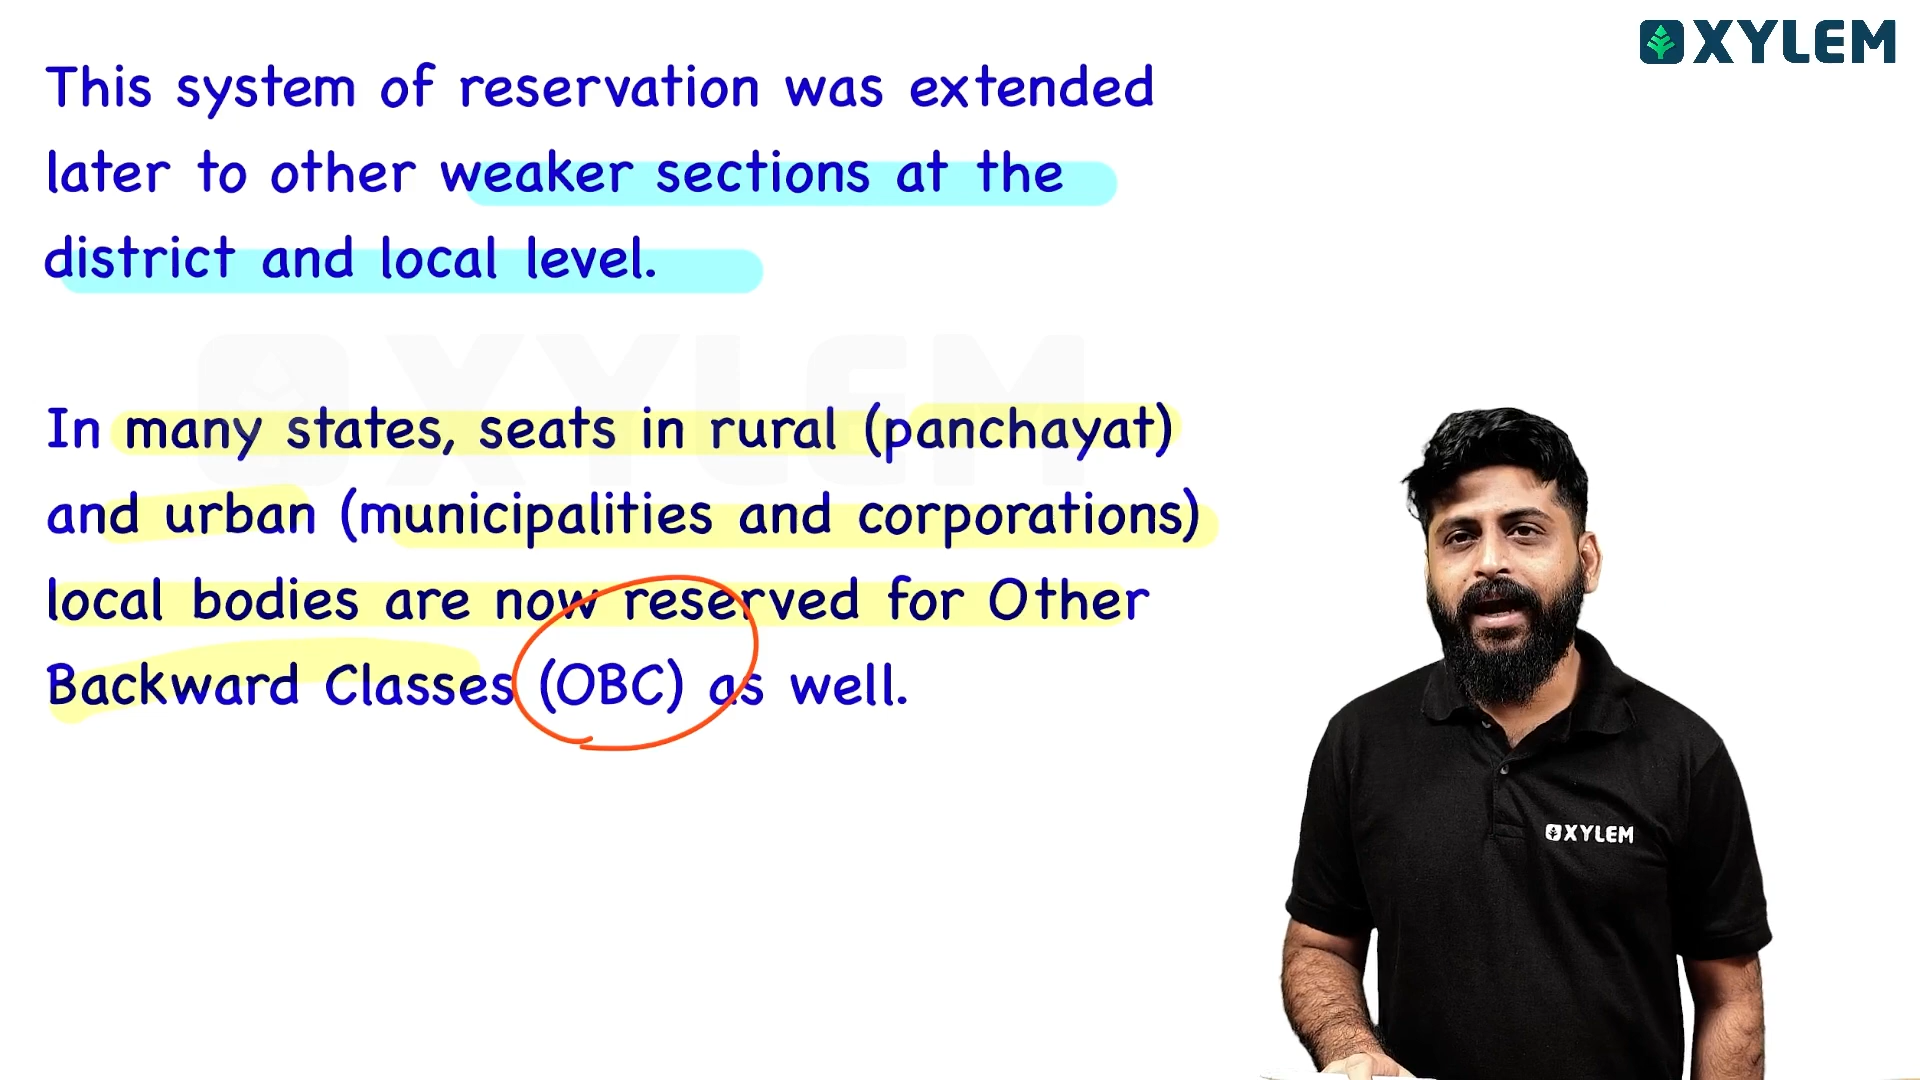 XYLEM
This system of reservation was extended
later to other weaker sections at the
district and local level.
XYLEM
In many states, seats in rural (panchayat)
and urban (municipalities and corporations)
local bodies are now reserved for Other
Backward Classes (OBC) as well.
XYLEM